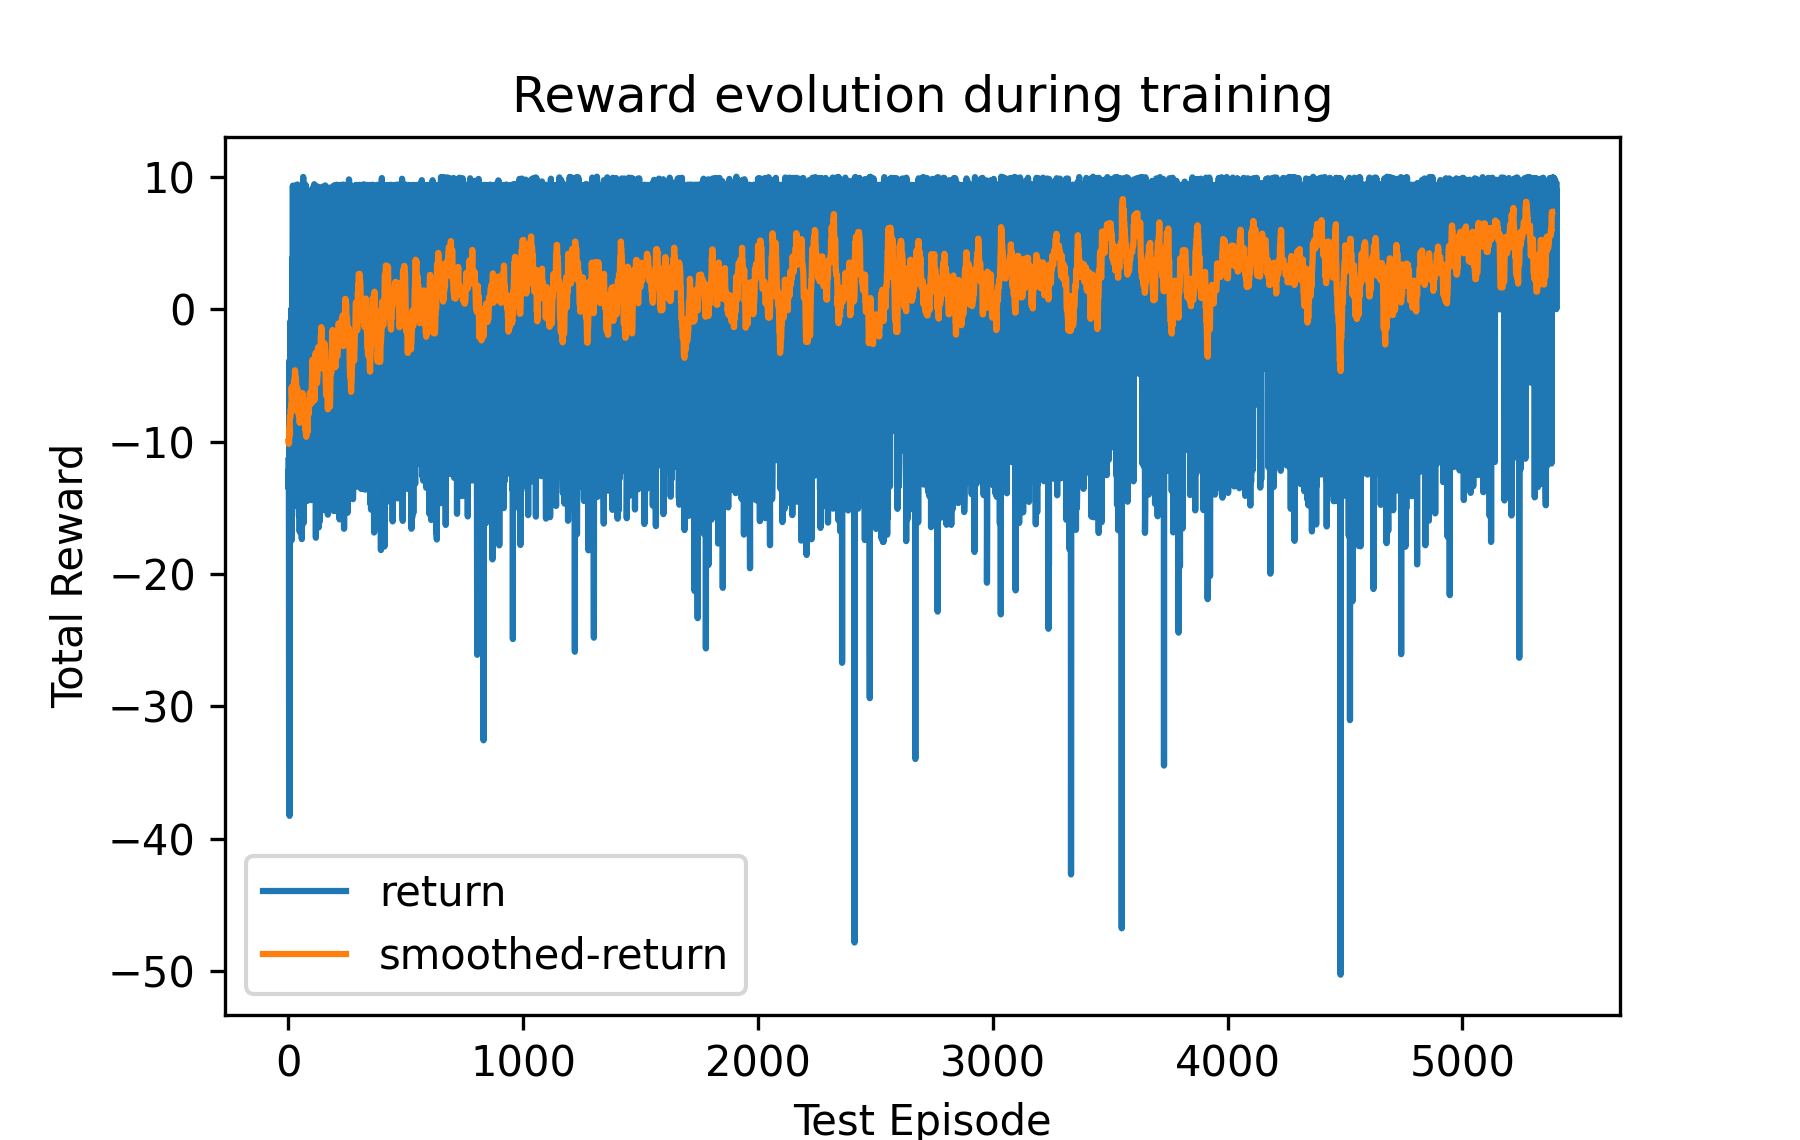 Reward evolution during training
Total Reward
10
0
−10
−20
−30
−40
−50
return
smoothed-return
0 1000 2000 3000 4000 5000
Test Episode